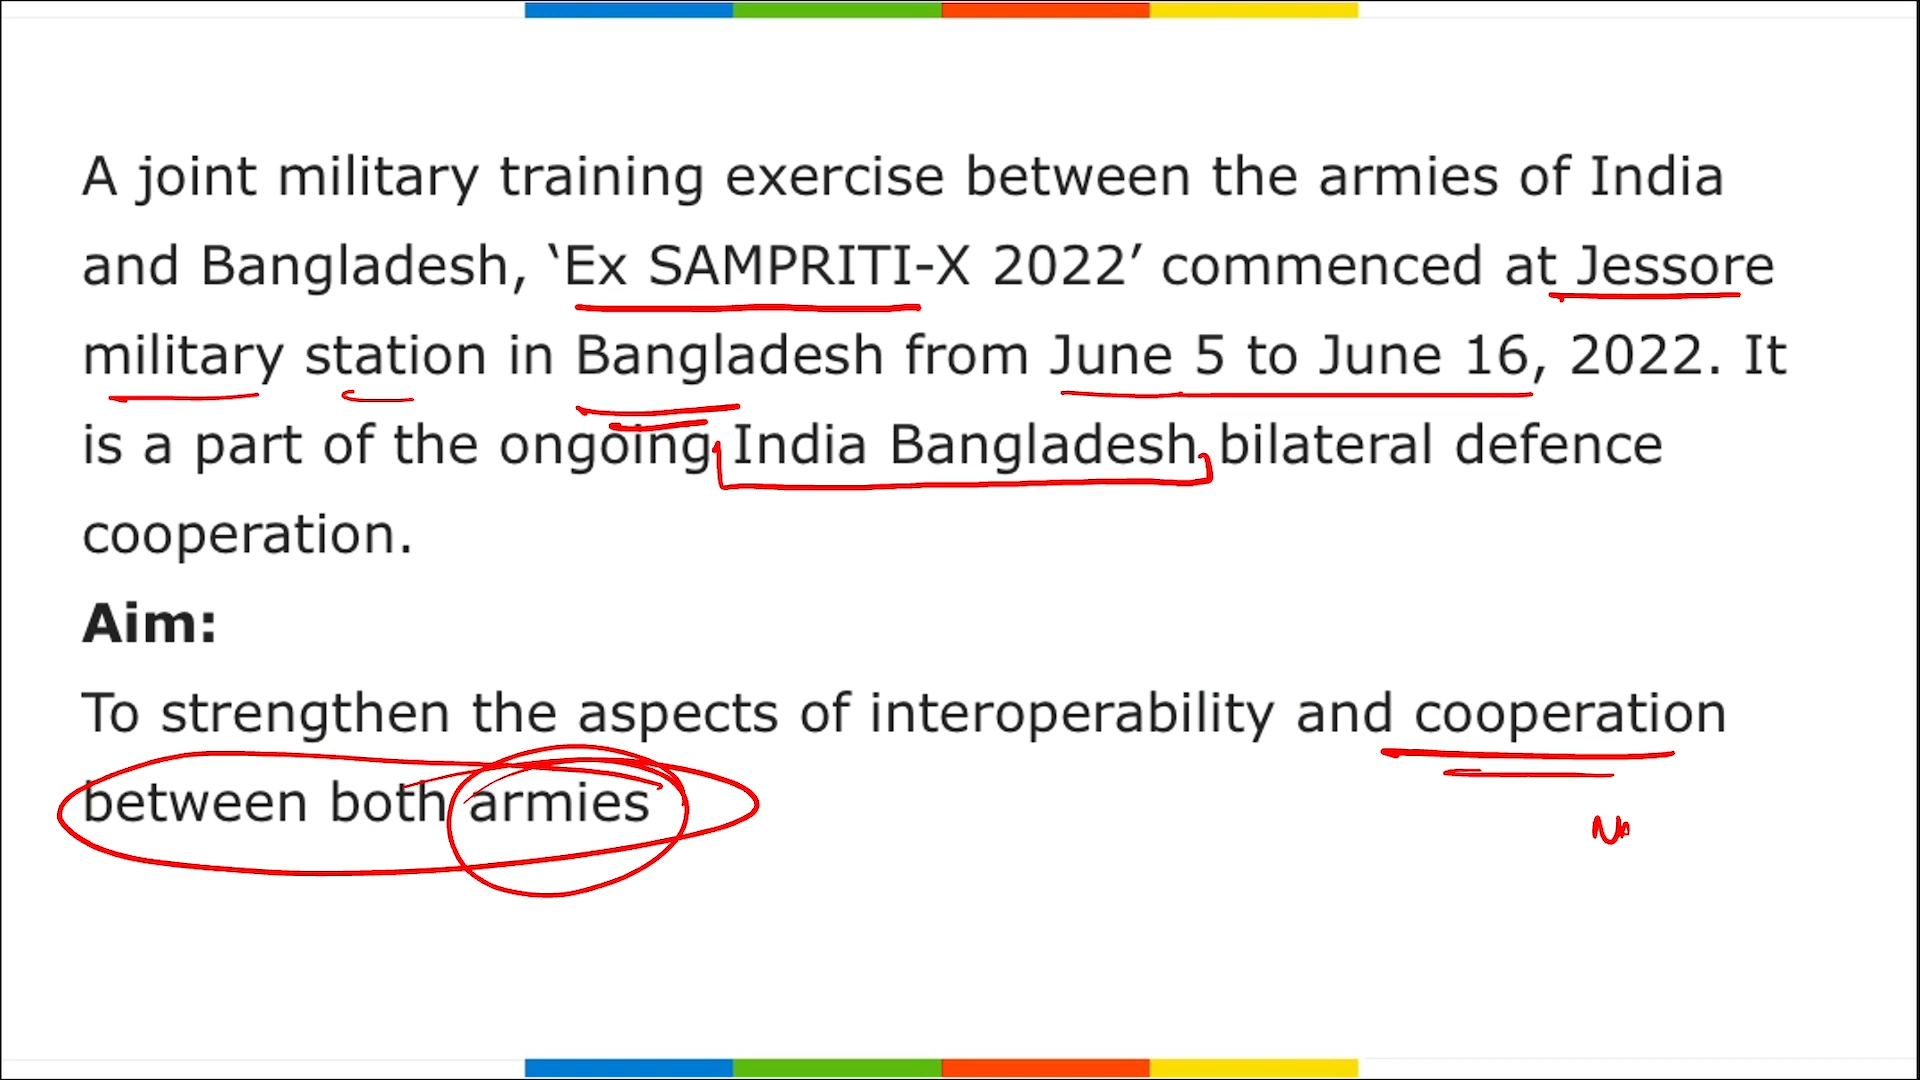 A joint military training exercise between the armies of India
and Bangladesh, ‘Ex SAMPRITI-X 2022’ commenced at Jessore
military station in Bangladesh from June 5 to June 16, 2022. It
is a part of the ongoing India Bangladesh bilateral defence
cooperation.
Aim:
To strengthen the aspects of interoperability and cooperation
between both armies